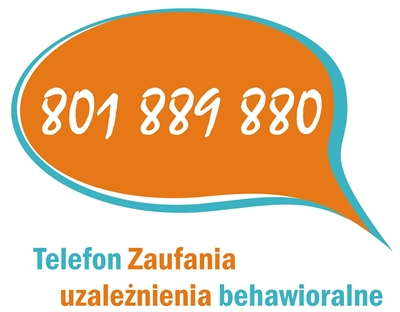 801 889 880
Telefon Zaufania
uzależnienia behawioralne